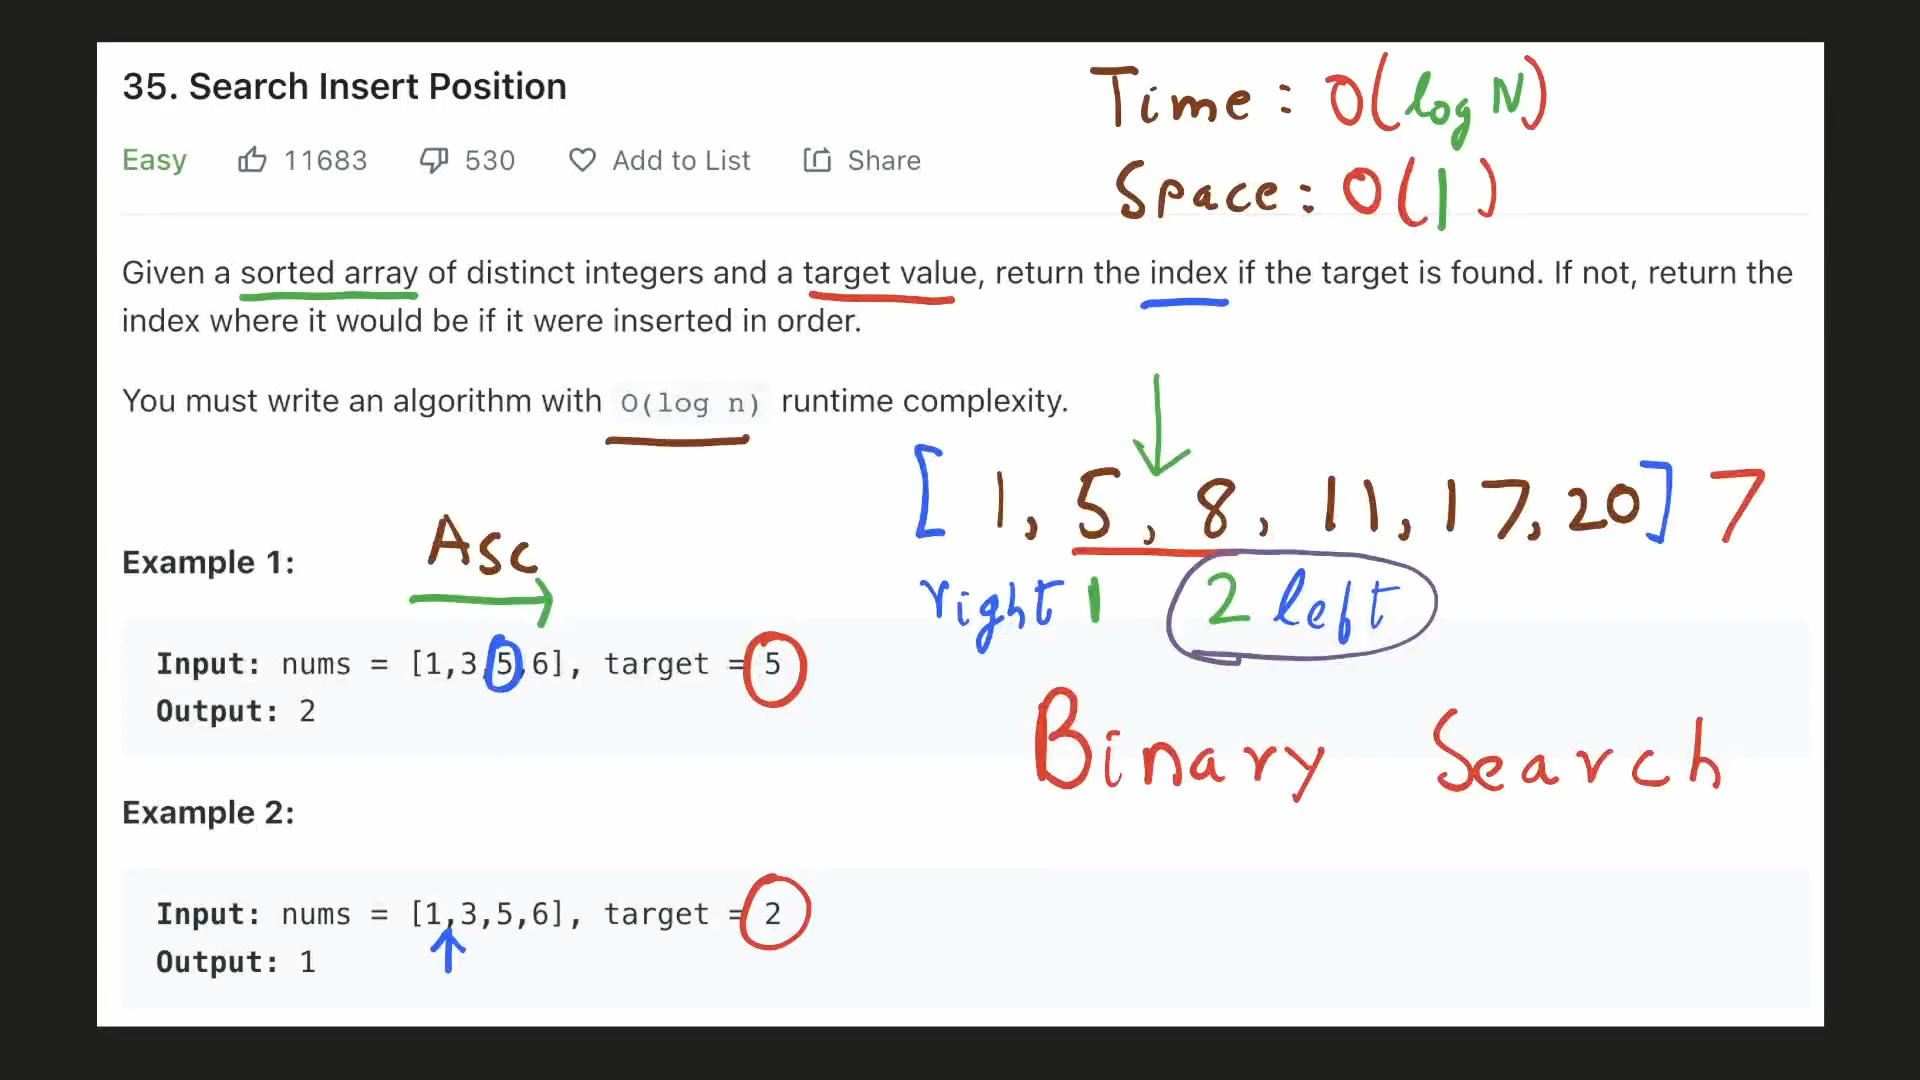 35. Search Insert Position
Time: O(log N)
Easy 11683 530 Add to List Share
Space: O(1)
Given a sorted array of distinct integers and a target value, return the index if the target is found. If not, return the
index where it would be if it were inserted in order.
You must write an algorithm with O(log n) runtime complexity.
[ 1, 5, 8, 11, 17, 20] 7
Asc
Example 1:
right 1 2 left
Input: nums = [1,3,5,6], target = 5
Output: 2
Binary Search
Example 2:
Input: nums = [1,3,5,6], target = 2
Output: 1